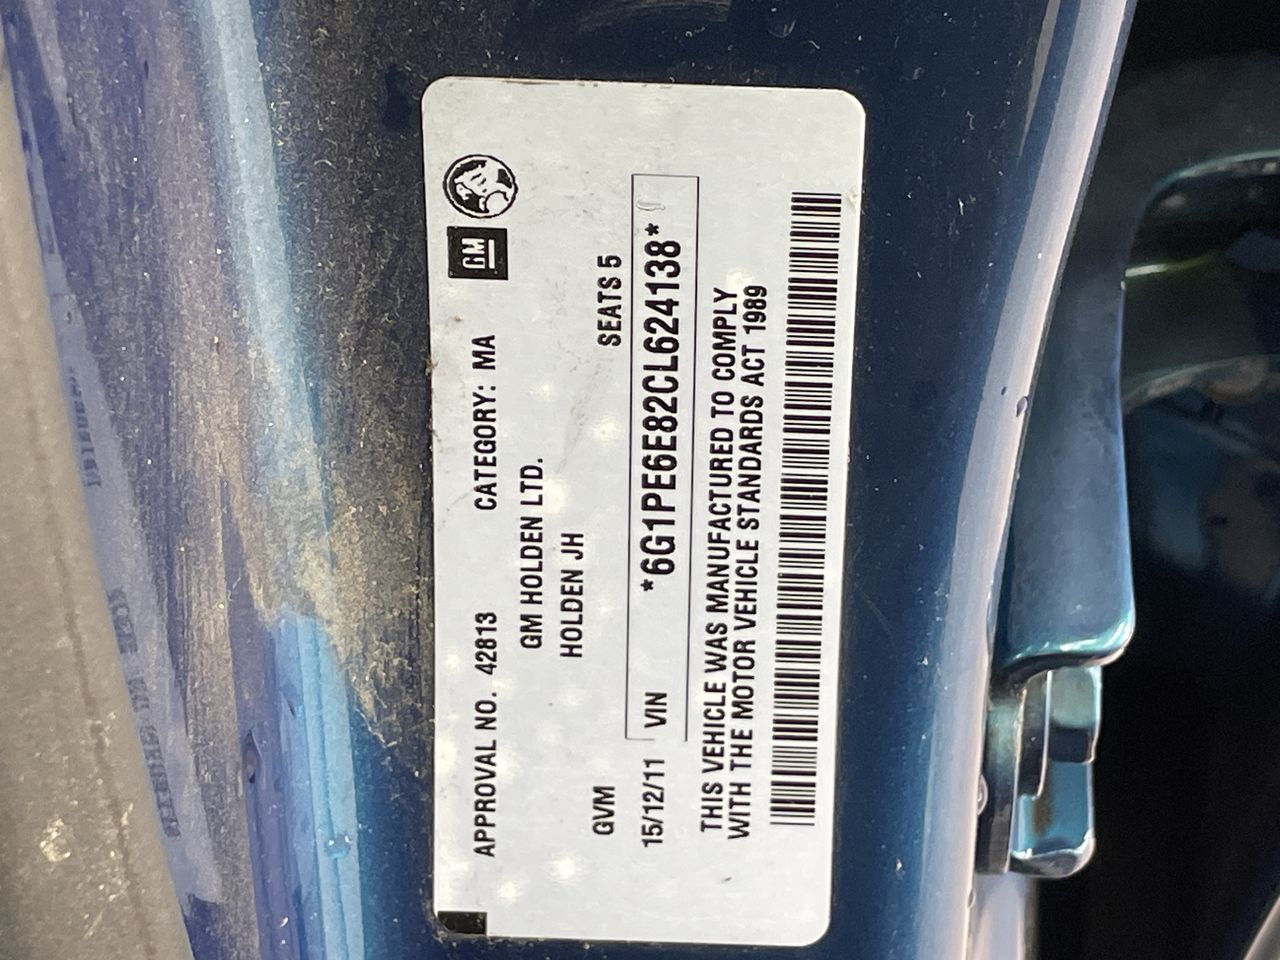 GM
APPROVAL NO. 42813 CATEGORY: MA
GM HOLDEN LTD.
HOLDEN JH
GVM SEATS 5
15/12/11 VIN *6G1PE6E82CL624138*
THIS VEHICLE WAS MANUFACTURED TO COMPLY
WITH THE MOTOR VEHICLE STANDARDS ACT 1989